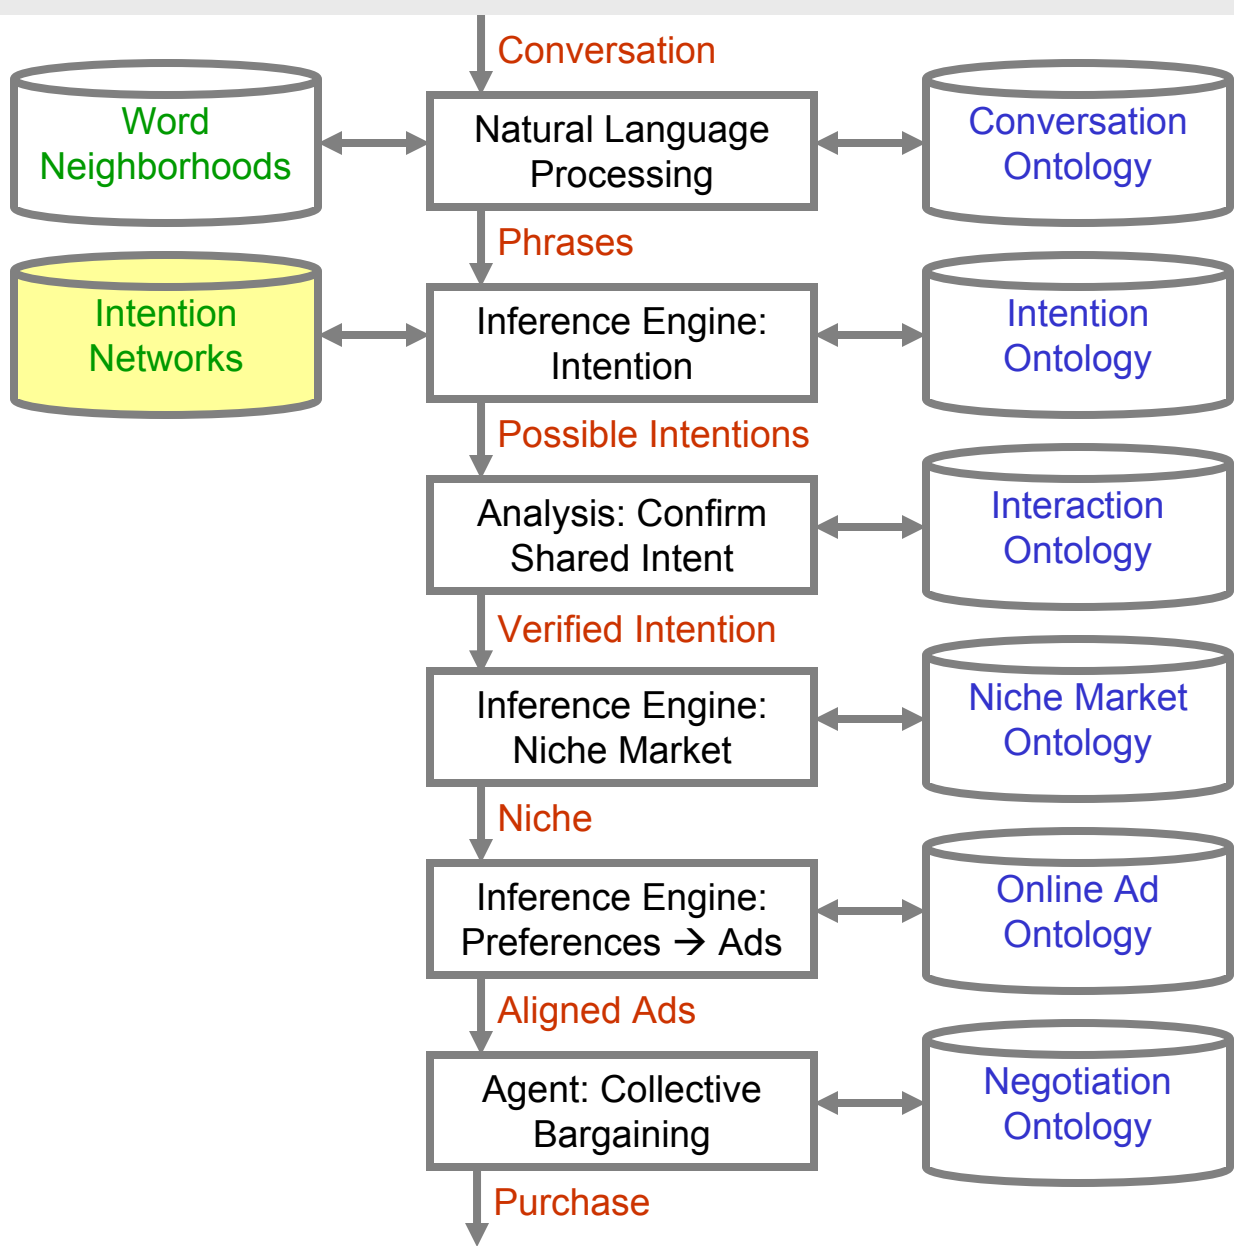 Conversation
Word
Neighborhoods
Natural Language
Processing
Conversation
Ontology
Phrases
Intention
Networks
Inference Engine:
Intention
Intention
Ontology
Possible Intentions
Analysis: Confirm
Shared Intent
Interaction
Ontology
Verified Intention
Inference Engine:
Niche Market
Niche Market
Ontology
Niche
Inference Engine:
Preferences → Ads
Online Ad
Ontology
Aligned Ads
Agent: Collective
Bargaining
Negotiation
Ontology
Purchase